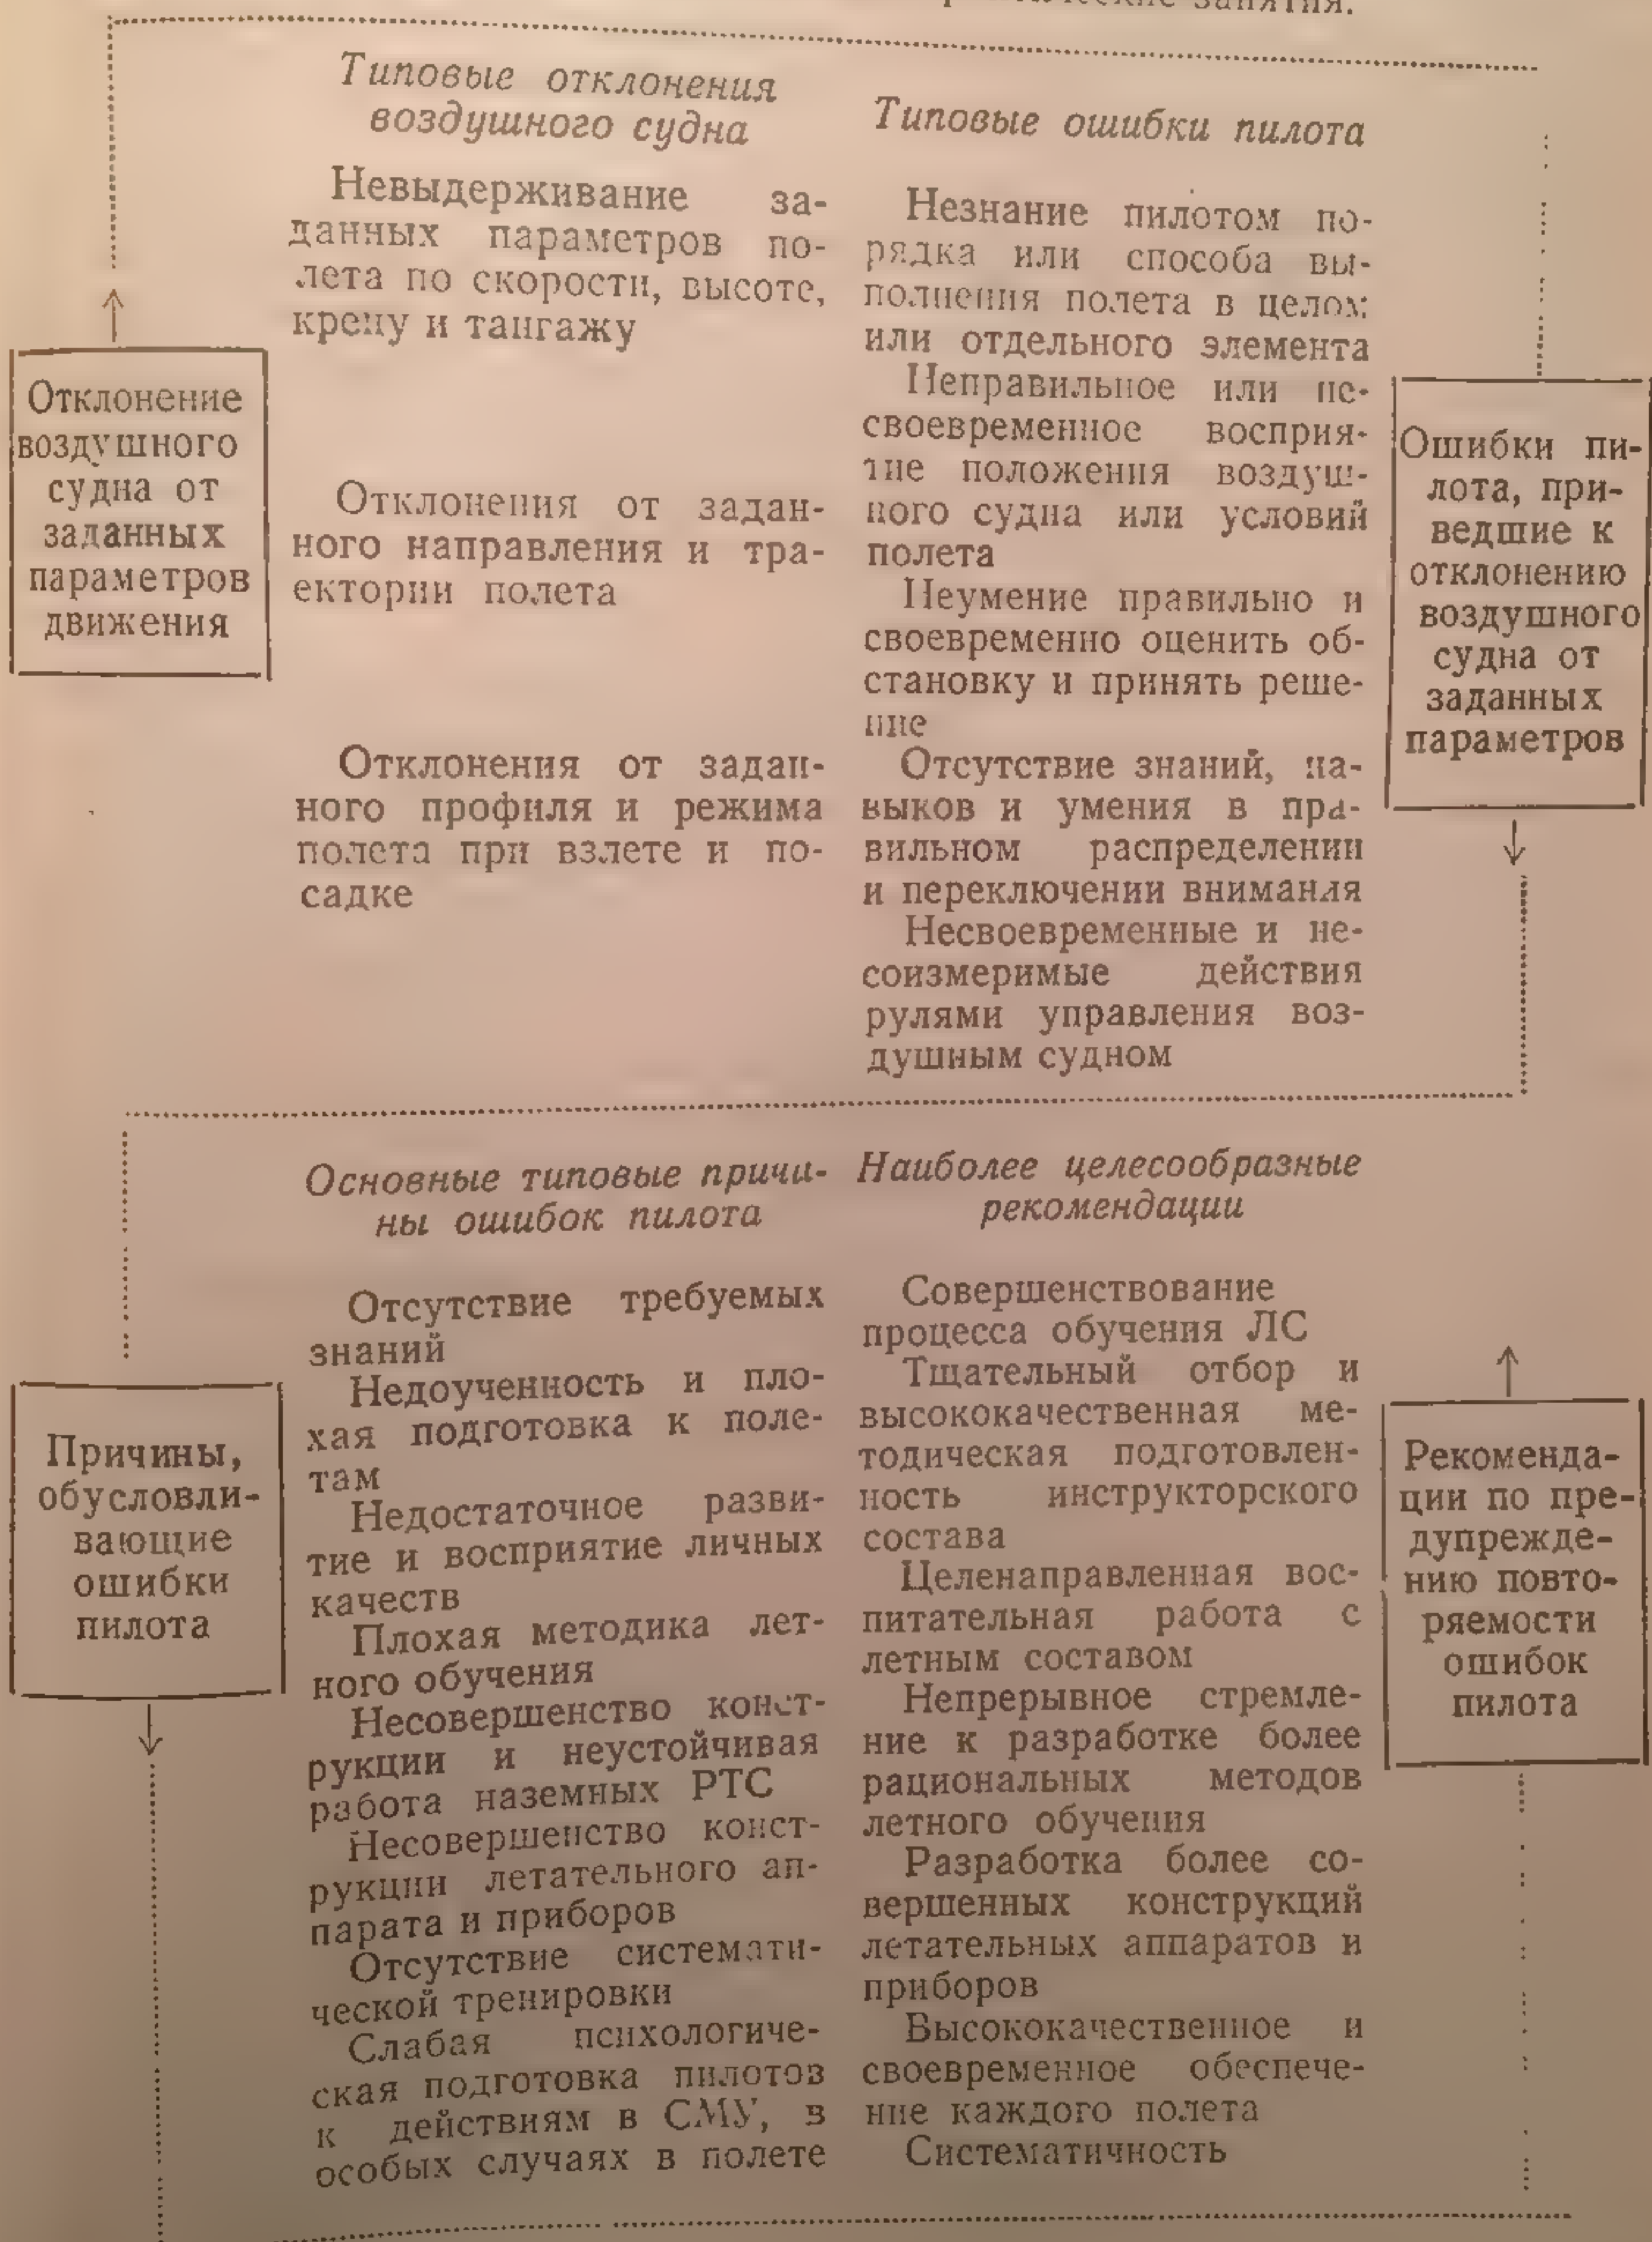 занятия.
Типовые отклонения
воздушного судна
Невыдерживание за-
данных параметров по-
лета по скорости, высоте,
крену и тангажу
Отклонения от задан-
ного направления и тра-
ектории полета
Отклонения от задан-
ного профиля и режима
полета при взлете и по-
садке
Типовые ошибки пилота
Незнание пилотом по-
рядка или способа вы-
полнения полета в целом
или отдельного элемента
Неправильное или не-
своевременное восприя-
тие положения воздуш-
ного судна или условий
полета
Неумение правильно и
своевременно оценить об-
становку и принять реше-
ние
Отсутствие знаний, на-
выков и умения в пра-
вильном распределении
и переключении внимания
Несвоевременные и не-
соизмеримые действия
рулями управления воз-
душным судном
Отклонение
воздушного
судна от
заданных
параметров
движения
Ошибки пи-
лота, при-
ведшие к
отклонению
воздушного
судна от
заданных
параметров
Основные типовые причи-
ны ошибок пилота
Отсутствие требуемых
знаний
Недоученность и пло-
хая подготовка к поле-
там
Недостаточное разви-
тие и восприятие личных
качеств
Плохая методика лет-
ного обучения
Несовершенство конст-
рукции и неустойчивая
работа наземных РТС
Несовершенство конст-
рукции летательного ап-
парата и приборов
Отсутствие системати-
ческой тренировки
Слабая психологиче-
ская подготовка пилотов
к действиям в СМУ, в
особых случаях в полете
Наиболее целесообразные
рекомендации
Совершенствование
процесса обучения ЛС
Тщательный отбор и
высококачественная ме-
тодическая подготовлен-
ность инструкторского
состава
Целенаправленная вос-
питательная работа с
летным составом
Непрерывное стремле-
ние к разработке более
рациональных методов
летного обучения
Разработка более со-
вершенных конструкций
летательных аппаратов и
приборов
Высококачественное и
своевременное обеспече-
ние каждого полета
Систематичность
Причины,
обусловли-
вающие
ошибки
пилота
Рекоменда-
ции по пре-
дупрежде-
нию повто-
ряемости
ошибок
пилота